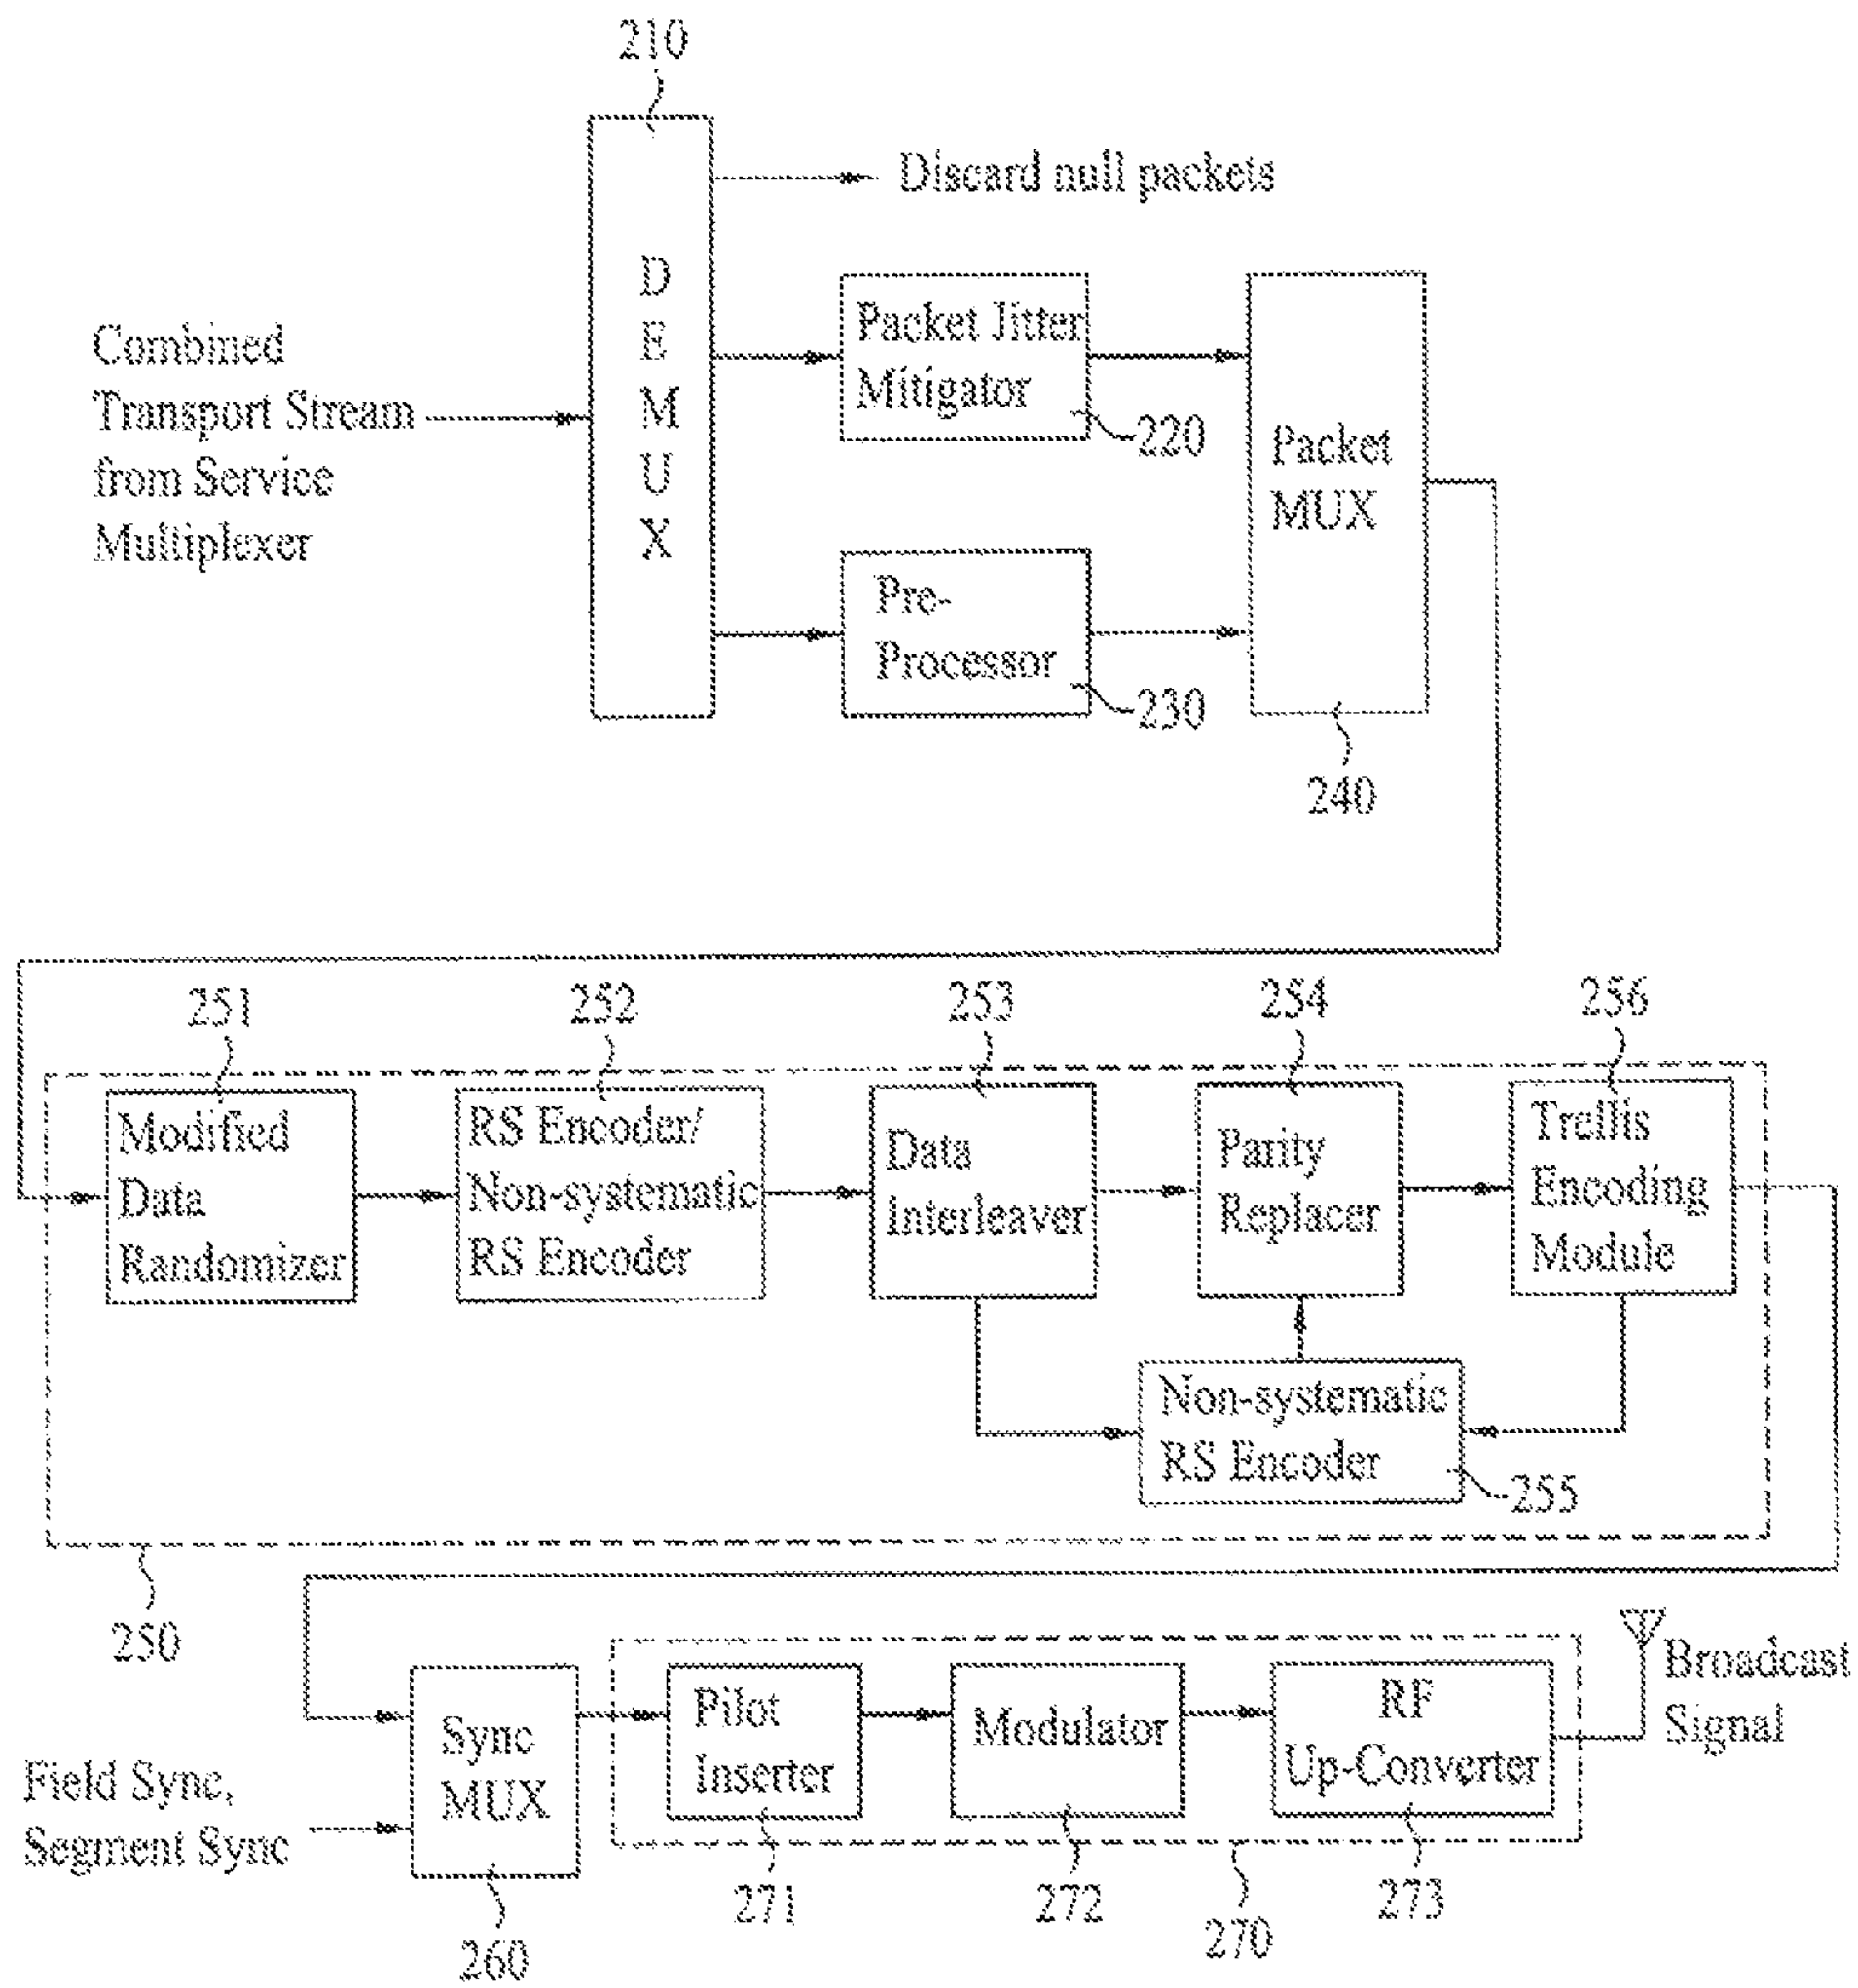 210
Discard null packets
D
E
M
U
X
Combined
Transport Stream
from Service
Multiplexer
Packet Jitter
Mitigator
220
Pre-
Processor
230
Packet
MUX
240
251
252
253
254
256
Modified
Data
Randomizer
RS Encoder/
Non-systematic
RS Encoder
Data
Interleaver
Parity
Replacer
Trellis
Encoding
Module
Non-systematic
RS Encoder
255
250
Field Sync,
Segment Sync
Sync
MUX
260
Pilot
Inserter
271
Modulator
272
RF
Up-Converter
273
270
Broadcast
Signal